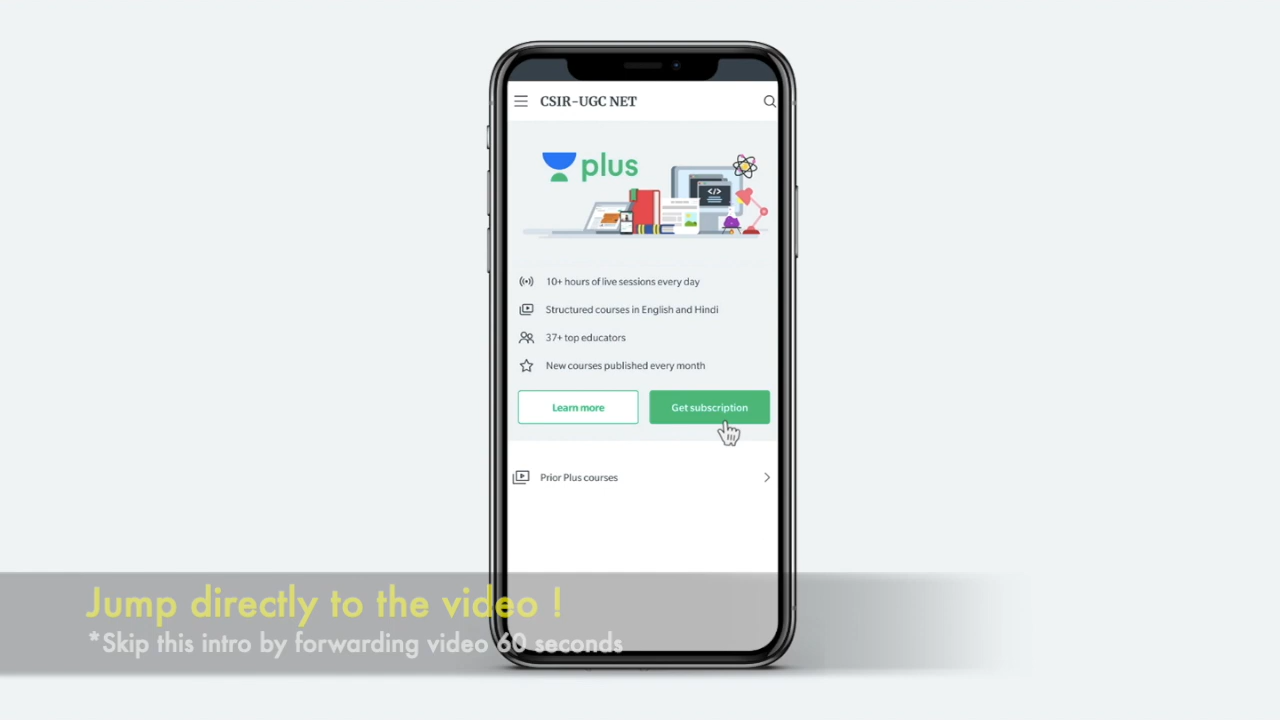 CSIR-UGC NET
plus
10+ hours of live sessions every day
Structured courses in English and Hindi
37+ top educators
New courses published every month
Learn more
Get subscription
Prior Plus courses
Jump directly to the video !
*Skip this intro by forwarding video 60 seconds